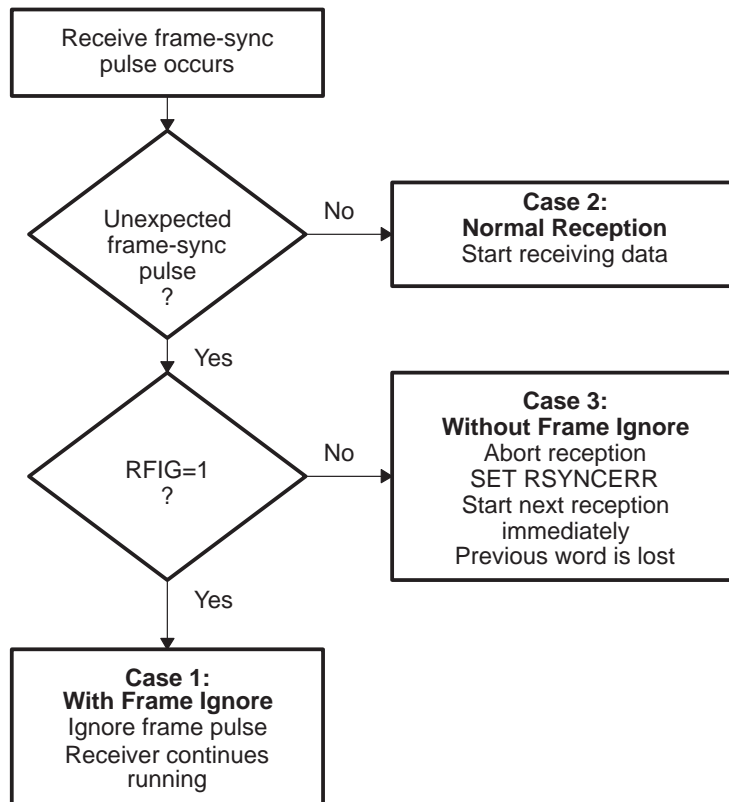 Receive frame-sync
pulse occurs
Unexpected
frame-sync
pulse
?
No
Case 2:
Normal Reception
Start receiving data
Yes
RFIG=1
?
No
Case 3:
Without Frame Ignore
Abort reception
SET RSYNCERR
Start next reception
immediately
Previous word is lost
Yes
Case 1:
With Frame Ignore
Ignore frame pulse
Receiver continues
running